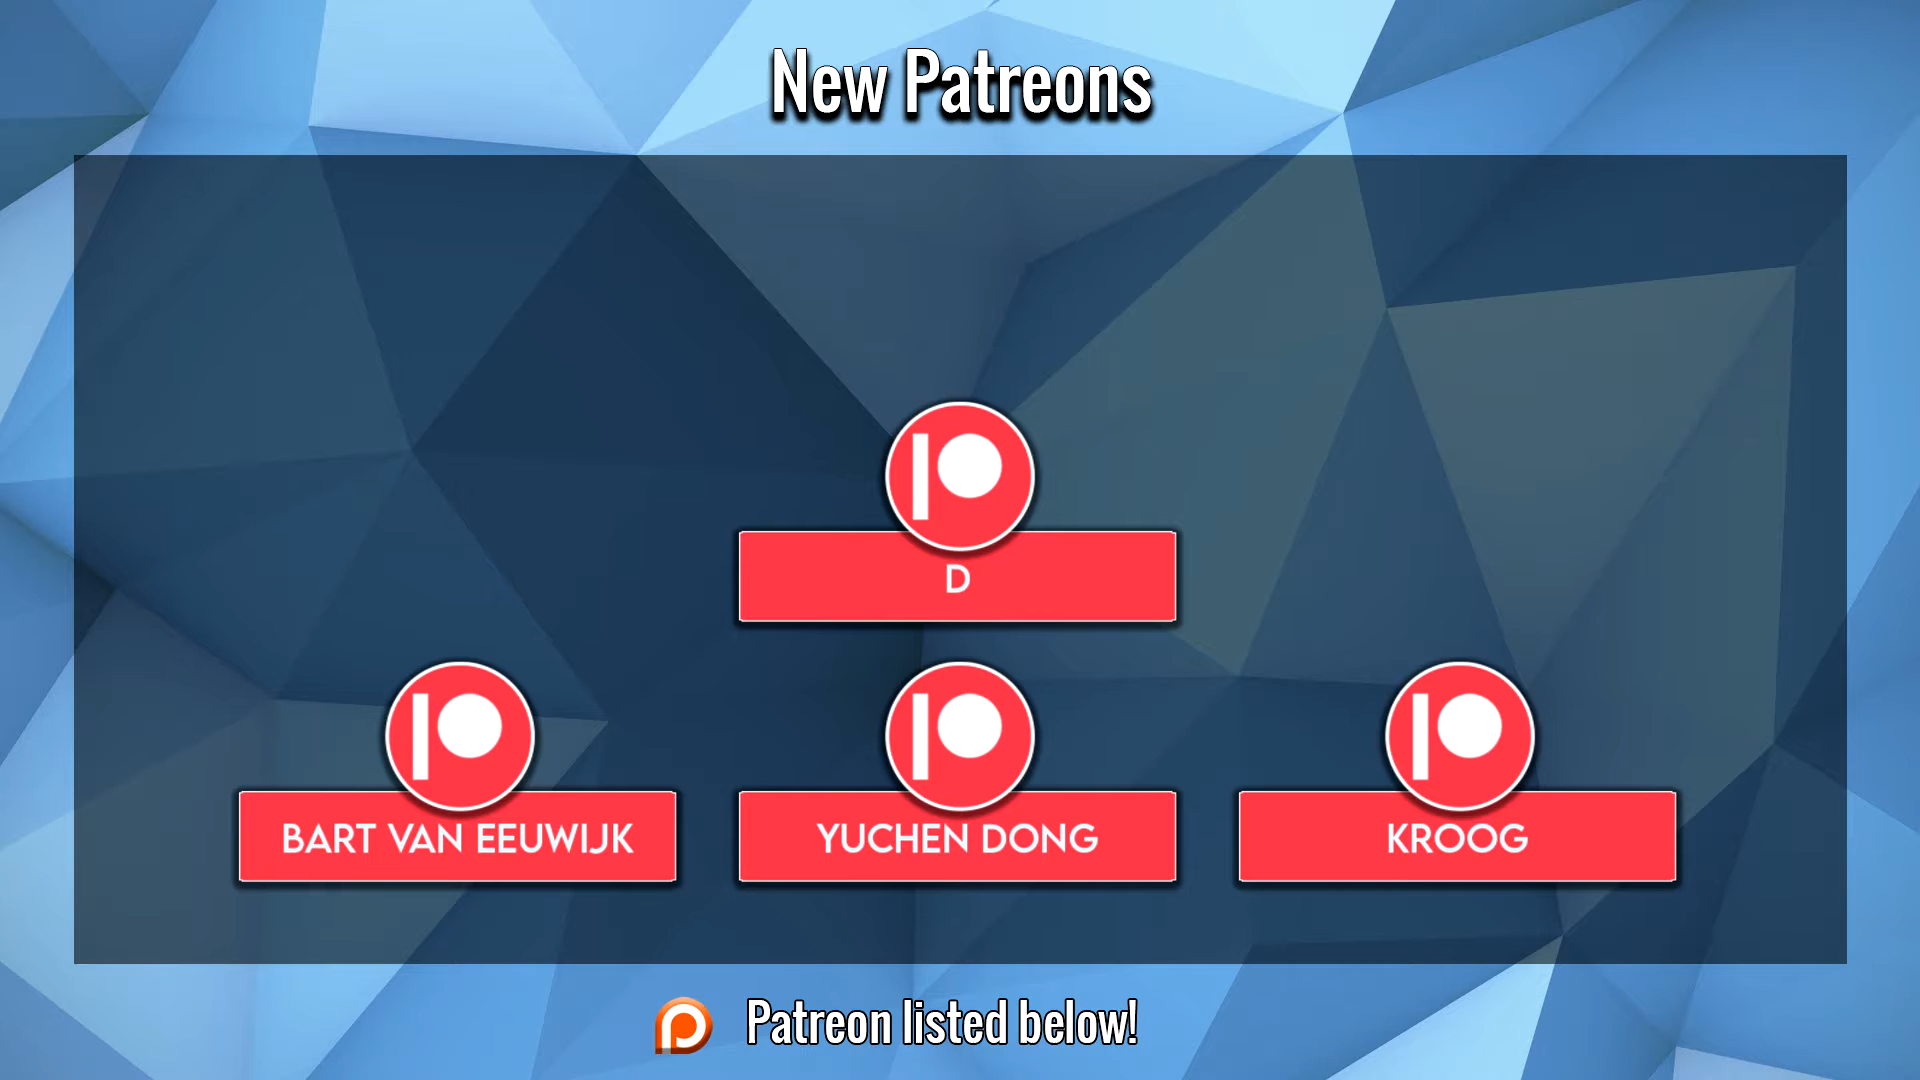 New Patreons
D
BART VAN EEUWIJK
YUCHEN DONG
KROOG
Patreon listed below!